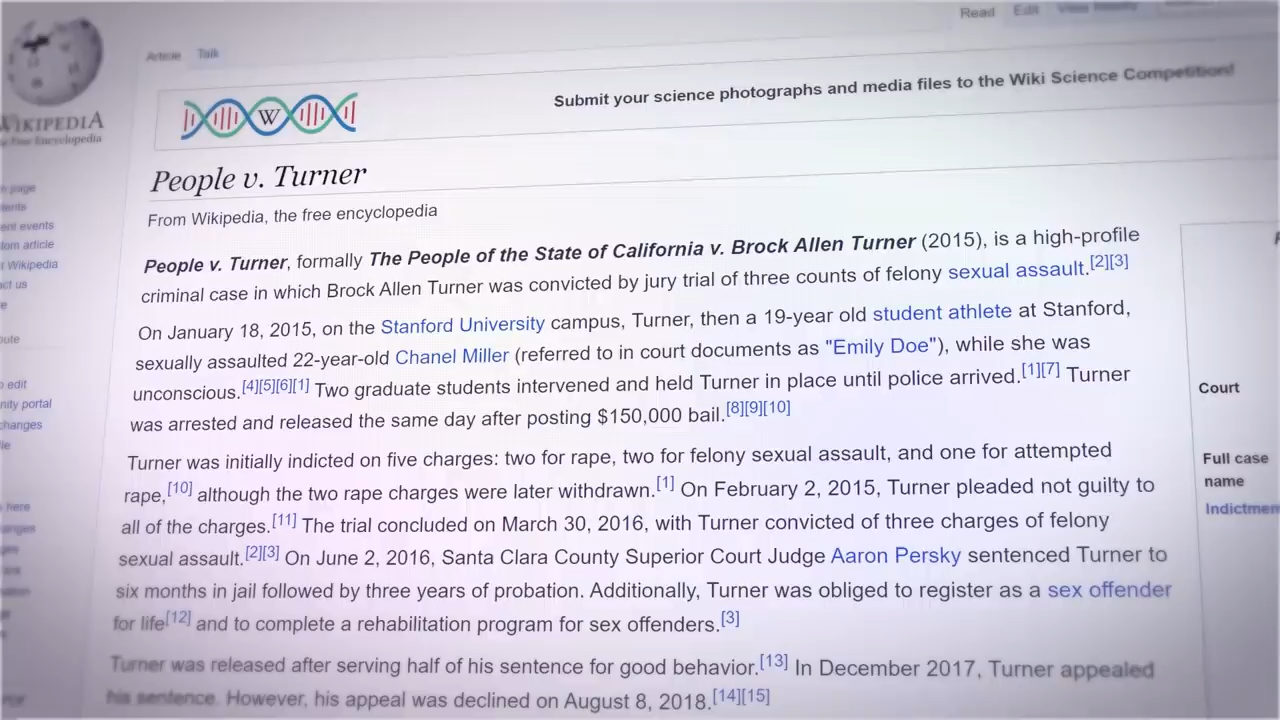 Read Edit View history
Article Talk
WIKIPEDIA
The Free Encyclopedia
W
Submit your science photographs and media files to the Wiki Science Competition!
People v. Turner
From Wikipedia, the free encyclopedia
People v. Turner, formally The People of the State of California v. Brock Allen Turner (2015), is a high-profile
criminal case in which Brock Allen Turner was convicted by jury trial of three counts of felony sexual assault.[2][3]
On January 18, 2015, on the Stanford University campus, Turner, then a 19-year old student athlete at Stanford,
sexually assaulted 22-year-old Chanel Miller (referred to in court documents as "Emily Doe"), while she was
unconscious.[4][5][6][1] Two graduate students intervened and held Turner in place until police arrived.[1][7] Turner
was arrested and released the same day after posting $150,000 bail.[8][9][10]
Turner was initially indicted on five charges: two for rape, two for felony sexual assault, and one for attempted
rape,[10] although the two rape charges were later withdrawn.[1] On February 2, 2015, Turner pleaded not guilty to
all of the charges.[11] The trial concluded on March 30, 2016, with Turner convicted of three charges of felony
sexual assault.[2][3] On June 2, 2016, Santa Clara County Superior Court Judge Aaron Persky sentenced Turner to
six months in jail followed by three years of probation. Additionally, Turner was obliged to register as a sex offender
for life[12] and to complete a rehabilitation program for sex offenders.[3]
Turner was released after serving half of his sentence for good behavior.[13] In December 2017, Turner appealed
his sentence. However, his appeal was declined on August 8, 2018.[14][15]
page
events
article
Wikipedia
us
edit
portal
changes
here
Court
Full case
name